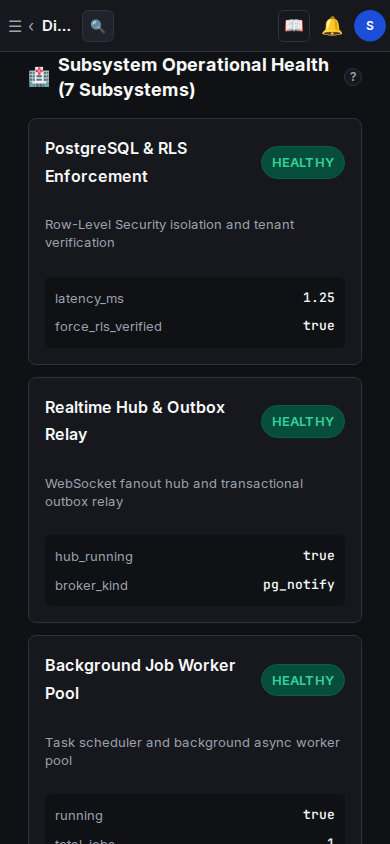 Di...
S
Subsystem Operational Health
(7 Subsystems)
?
PostgreSQL & RLS
Enforcement
HEALTHY
Row-Level Security isolation and tenant
verification
latency_ms 1.25
force_rls_verified true
Realtime Hub & Outbox
Relay
HEALTHY
WebSocket fanout hub and transactional
outbox relay
hub_running true
broker_kind pg_notify
Background Job Worker
Pool
HEALTHY
Task scheduler and background async worker
pool
running true
total_jobs 1